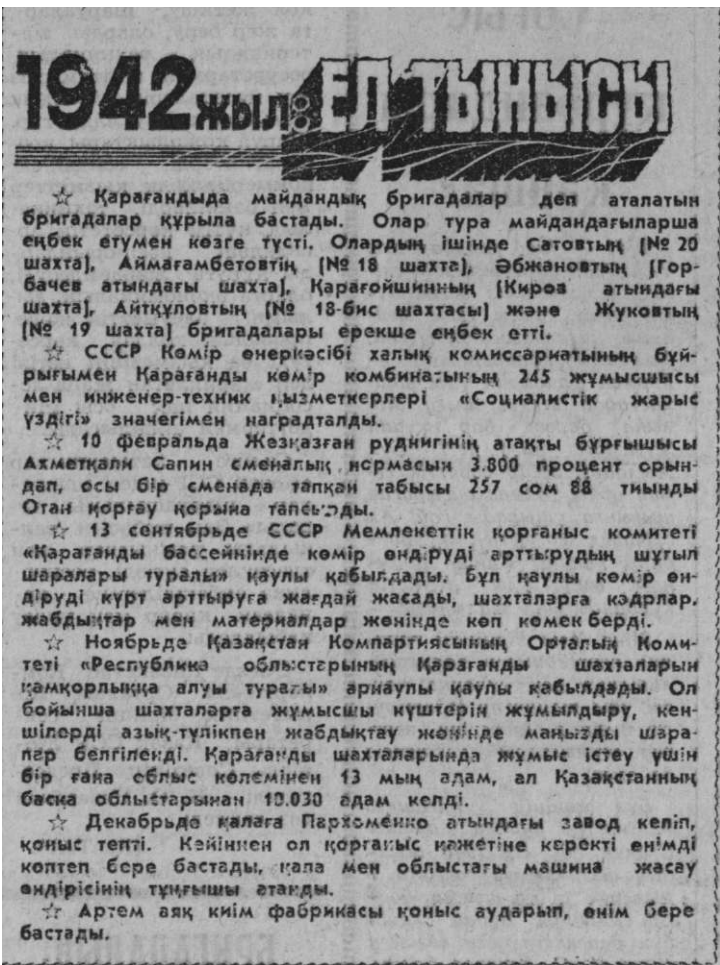 1942 жыл: ЕЛ ТЫНЫСЫ
☆ Қарағандыда майдандық бригадалар деп аталатын
бригадалар құрыла бастады. Олар тура майдандағыларша
еңбек етумен көзге түсті. Олардың ішінде Сатовтың [№ 20
шахта], Аймағамбетовтің [№ 18 шахта], Әбжановтың [Гор-
бачев атындағы шахта], Қарағойшинның [Киров атындағы
шахта], Айтқұловтың [№ 18-бис шахтасы] және Жуковтың
[№ 19 шахта] бригадалары ерекше еңбек етті.
☆ СССР Көмір өнеркәсібі халық комиссариатының бұй-
рығымен Қарағанды көмір комбинатының 245 жұмысшысы
мен инженер-техник қызметкерлері «Социалистік жарыс
үздігі» значегімен наградталды.
☆ 10 февральда Жезқазған руднигінің атақты бұрғышысы
Ахметқали Сапин сменалық нормасын 3.800 процент орын-
дап, осы бір сменада тапқан табысы 257 сом 88 тиынды
Отан қорғау қорына тапсырды.
☆ 13 сентябрьде СССР Мемлекеттік қорғаныс комитеті
«Қарағанды бассейнінде көмір өндіруді арттырудың шұғыл
шаралары туралы» қаулы қабылдады. Бұл қаулы көмір өн-
діруді күрт арттыруға жағдай жасады, шахталарға кадрлар,
жабдықтар мен материалдар жөнінде көп көмек берді.
☆ Ноябрьде Қазақстан Компартиясының Орталық Коми-
теті «Республика облыстарының Қарағанды шахталарын
қамқорлыққа алуы туралы» арнаулы қаулы қабылдады. Ол
бойынша шахталарға жұмысшы күштерін жұмылдыру, кен-
шілерді азық-түлікпен жабдықтау жөнінде маңызды шара-
лар белгіленді. Қарағанды шахталарында жұмыс істеу үшін
бір ғана облыс көлемінен 13 мың адам, ал Қазақстанның
басқа облыстарынан 10.030 адам келді.
☆ Декабрьде қалаға Пархоменко атындағы завод келіп,
қоныс тепті. Кейіннен ол қорғаныс қажетіне керекті өнімді
көптеп бере бастады, қала мен облыстағы машина жасау
өндірісінің тұңғышы атанды.
☆ Артем аяқ киім фабрикасы қоныс аударып, өнім бере
бастады.